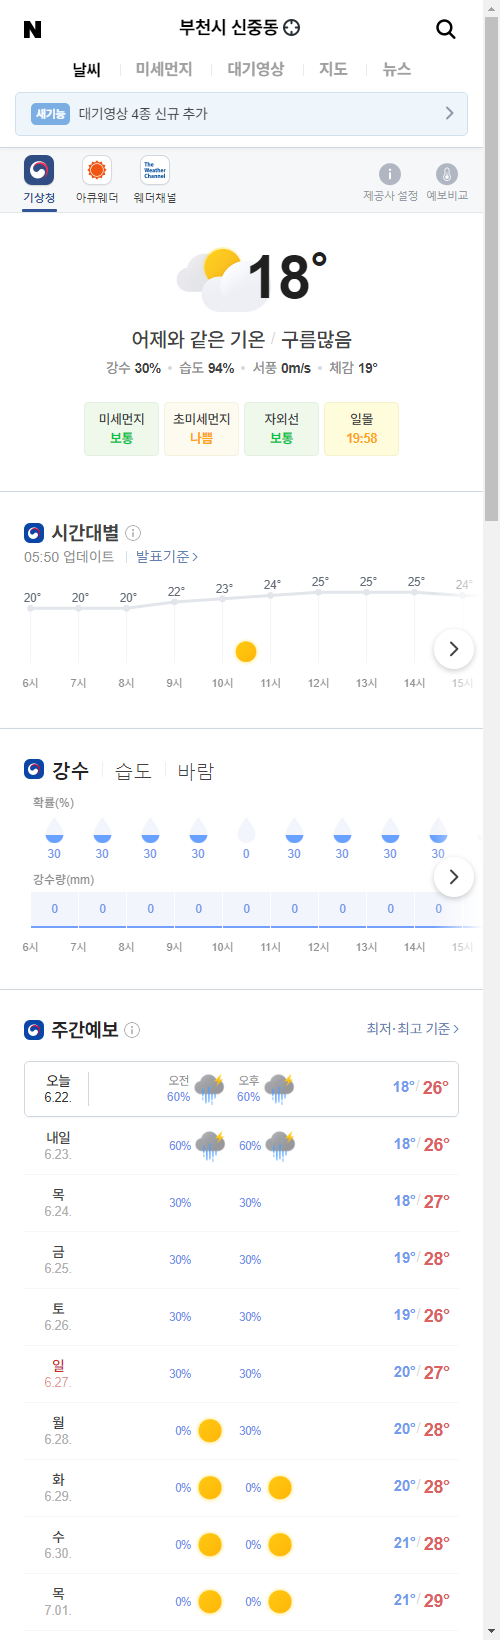 N 부천시 신중동
날씨 미세먼지 대기영상 지도 뉴스
새기능 대기영상 4종 신규 추가
The Weather Channel
기상청 아큐웨더 웨더채널 제공사 설정 예보비교
18°
어제와 같은 기온 / 구름많음
강수 30% • 습도 94% • 서풍 0m/s • 체감 19°
미세먼지 초미세먼지 자외선 일몰
보통 나쁨 보통 19:58
시간대별
05:50 업데이트 발표기준
20° 20° 20° 22° 23° 24° 25° 25° 25° 24°
6시 7시 8시 9시 10시 11시 12시 13시 14시 15시
강수 습도 바람
확률(%)
30 30 30 30 0 30 30 30 30
강수량(mm)
0 0 0 0 0 0 0 0 0
6시 7시 8시 9시 10시 11시 12시 13시 14시 15시
주간예보 최저·최고 기준
오늘 오전 오후
6.22. 60% 60% 18°/26°
내일
6.23. 60% 60% 18°/26°
목
6.24. 30% 30% 18°/27°
금
6.25. 30% 30% 19°/28°
토
6.26. 30% 30% 19°/26°
일
6.27. 30% 30% 20°/27°
월
6.28. 0% 30% 20°/28°
화
6.29. 0% 0% 20°/28°
수
6.30. 0% 0% 21°/28°
목
7.01. 0% 0% 21°/29°